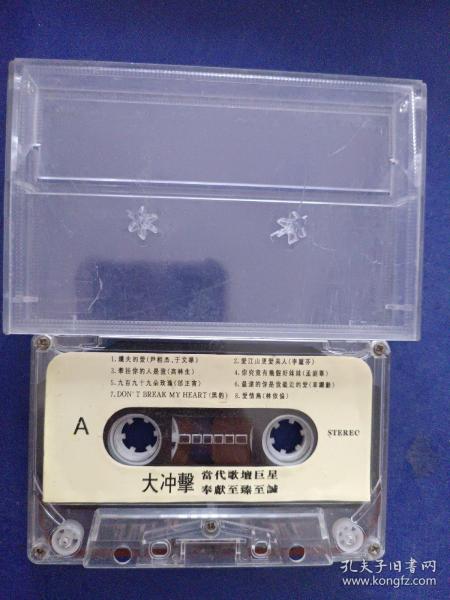 1.纖夫的愛(尹相杰、于文華) 2.愛江山更愛美人(李麗芬)
3.牽掛你的人是我(高林生) 4.你究竟有幾個好妹妹(孟庭葦)
5.九百九十九朵玫瑰(邰正宵) 6.最遠的你是我最近的愛(車繼鈴)
7.DON'T BREAK MY HEART(黑豹) 8.愛情鳥(林依倫)
A
STEREO
大冲擊 當代歌壇巨星
奉獻至臻至誠
孔夫子旧书网
www.kongfz.com